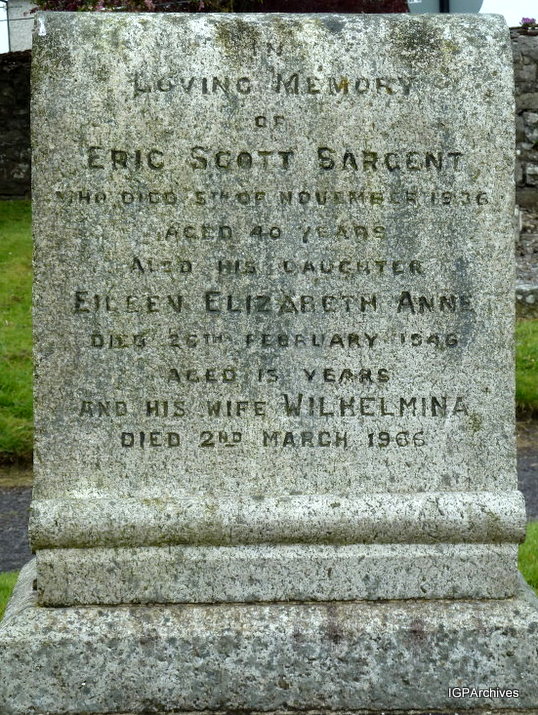 IN
LOVING MEMORY
OF
ERIC SCOTT SARGENT
WHO DIED 5TH OF NOVEMBER 1936
AGED 40 YEARS
ALSO HIS DAUGHTER
EILEEN ELIZABETH ANNE
DIED 26TH FEBRUARY 1946
AGED 15 YEARS
AND HIS WIFE WILHELMINA
DIED 2ND MARCH 1966
IGPArchives